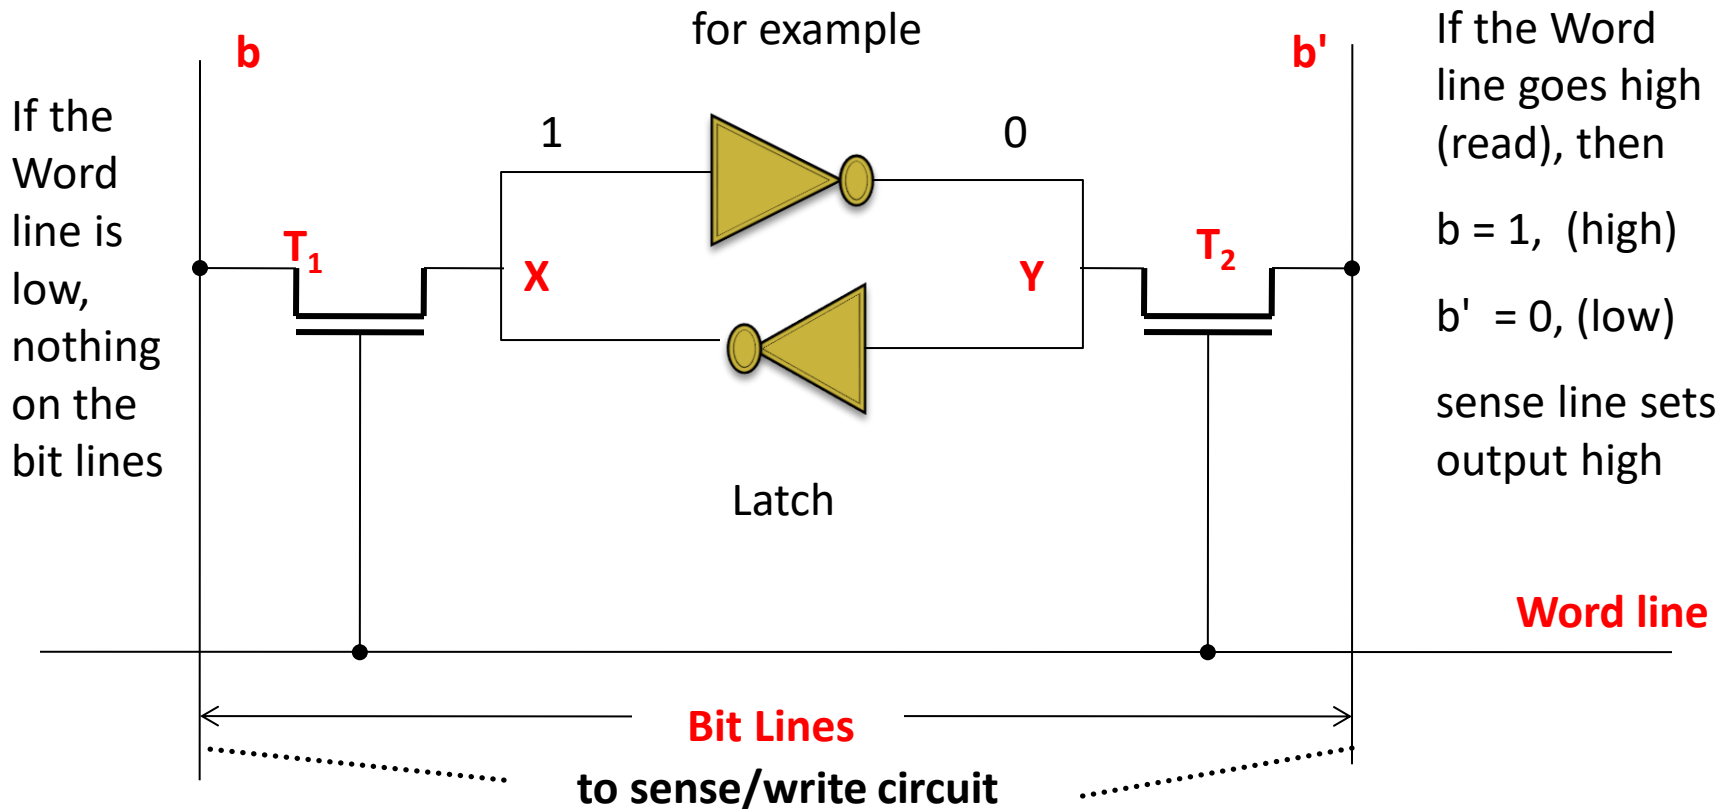 for example
b
b'
If the
Word
line is
low,
nothing
on the
bit lines
1
0
T₁
X
Y
T₂
Latch
If the Word
line goes high
(read), then
b = 1,  (high)
b'  = 0, (low)
sense line sets
output high
Word line
Bit Lines
to sense/write circuit